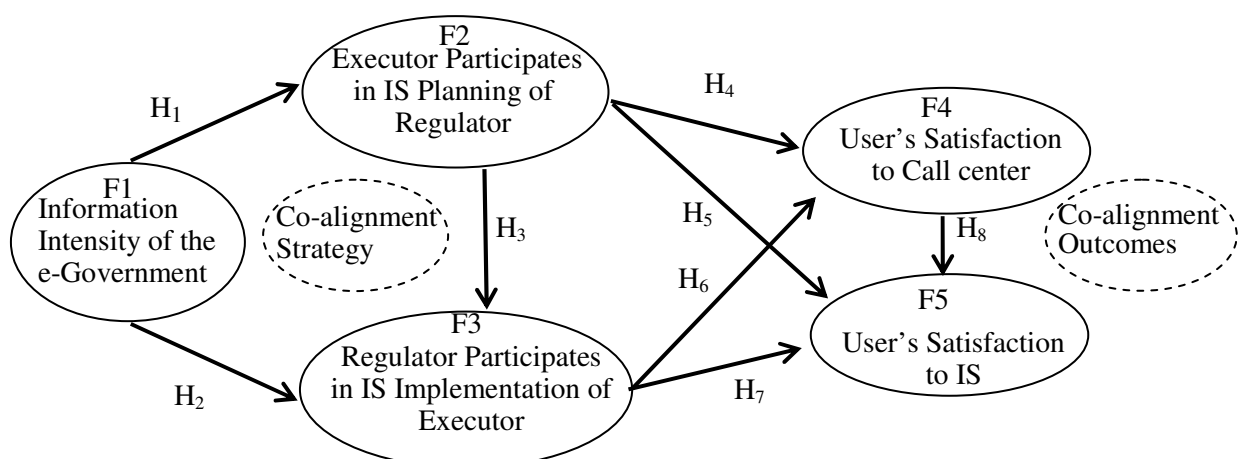 F1
Information
Intensity of the
e-Government
H₁
H₂
F2
Executor Participates
in IS Planning of
Regulator
Co-alignment
Strategy
H₃
F3
Regulator Participates
in IS Implementation of
Executor
H₄
H₅
H₆
H₇
F4
User's Satisfaction
to Call center
H₈
F5
User's Satisfaction
to IS
Co-alignment
Outcomes